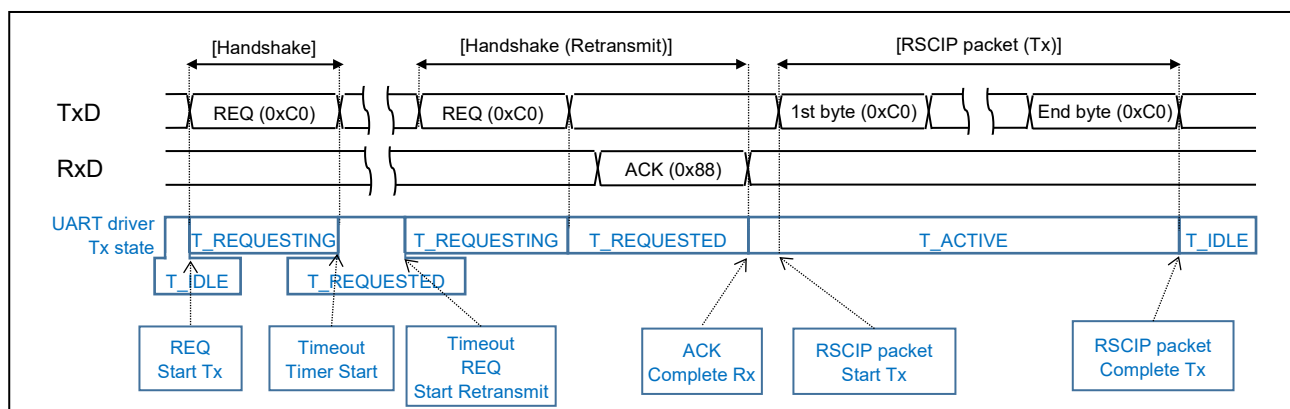 [Handshake]
[Handshake (Retransmit)]
[RSCIP packet (Tx)]
TxD
REQ (0xC0)
REQ (0xC0)
1st byte (0xC0)
End byte (0xC0)
RxD
ACK (0x88)
UART driver
Tx state
T_REQUESTING
T_REQUESTING
T_REQUESTED
T_ACTIVE
T_IDLE
T_IDLE
T_REQUESTED
REQ
Start Tx
Timeout
Timer Start
Timeout
REQ
Start Retransmit
ACK
Complete Rx
RSCIP packet
Start Tx
RSCIP packet
Complete Tx